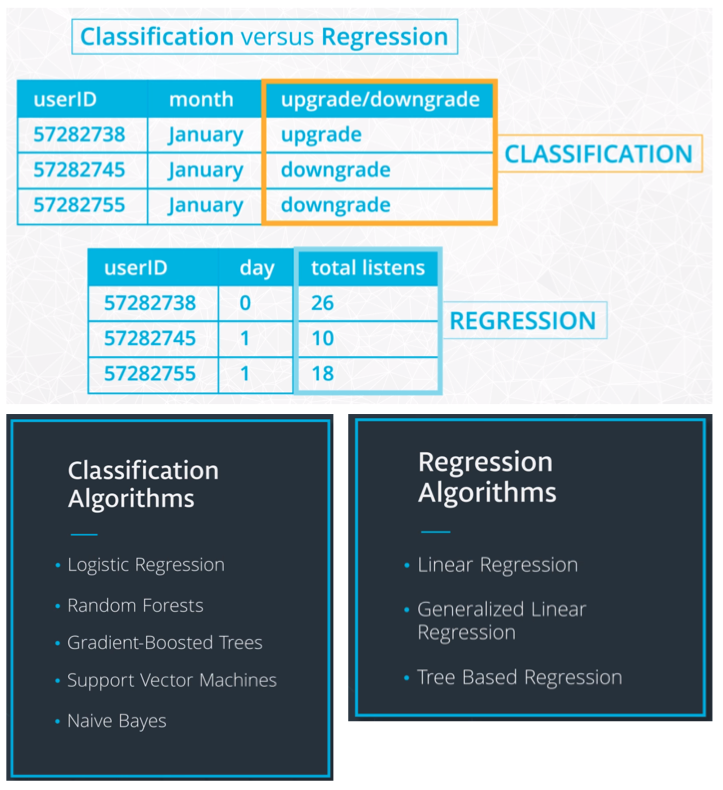 Classification versus Regression
userID month upgrade/downgrade
57282738 January upgrade
57282745 January downgrade
57282755 January downgrade
CLASSIFICATION
userID day total listens
57282738 0 26
57282745 1 10
57282755 1 18
REGRESSION
Classification
Algorithms
• Logistic Regression
• Random Forests
• Gradient-Boosted Trees
• Support Vector Machines
• Naive Bayes
Regression
Algorithms
• Linear Regression
• Generalized Linear
Regression
• Tree Based Regression